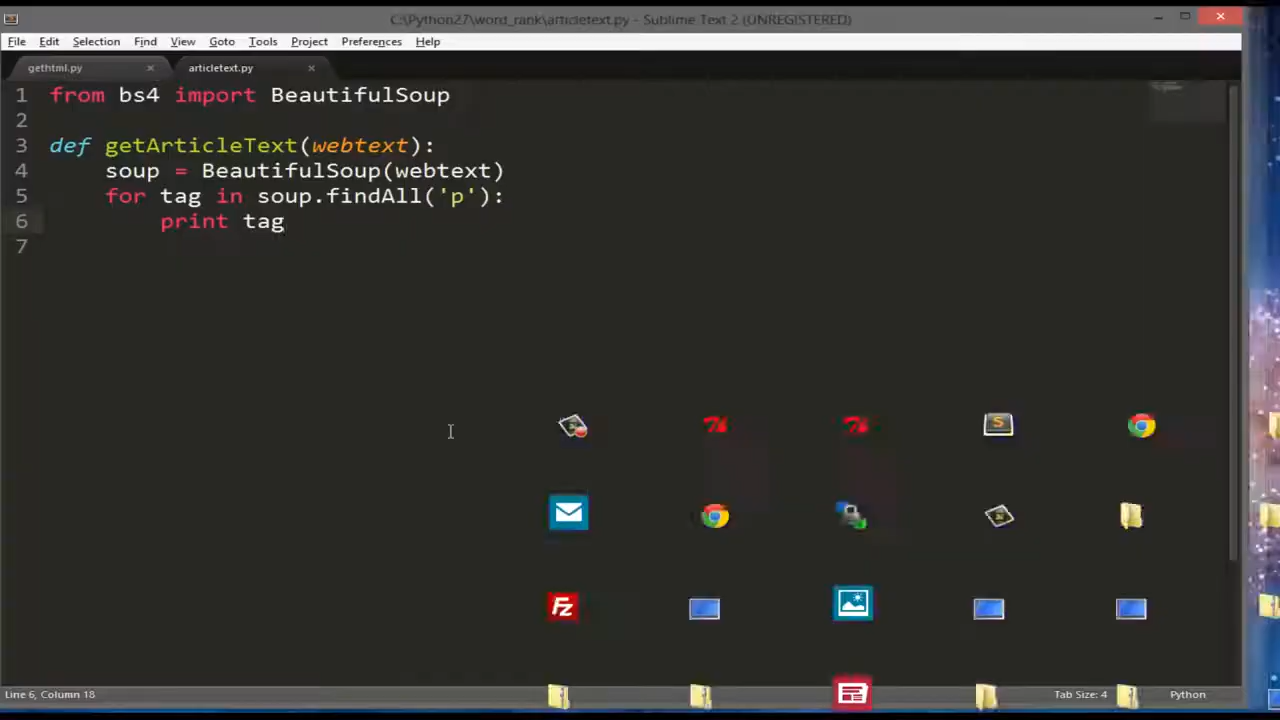 C:\Python27\word_rank\articletext.py - Sublime Text 2 (UNREGISTERED)
File Edit Selection Find View Goto Tools Project Preferences Help
gethtml.py articletext.py
1 from bs4 import BeautifulSoup
2
3 def getArticleText(webtext):
4 soup = BeautifulSoup(webtext)
5 for tag in soup.findAll('p'):
6 print tag
7
S
Fz
Line 6, Column 18 Tab Size: 4 Python